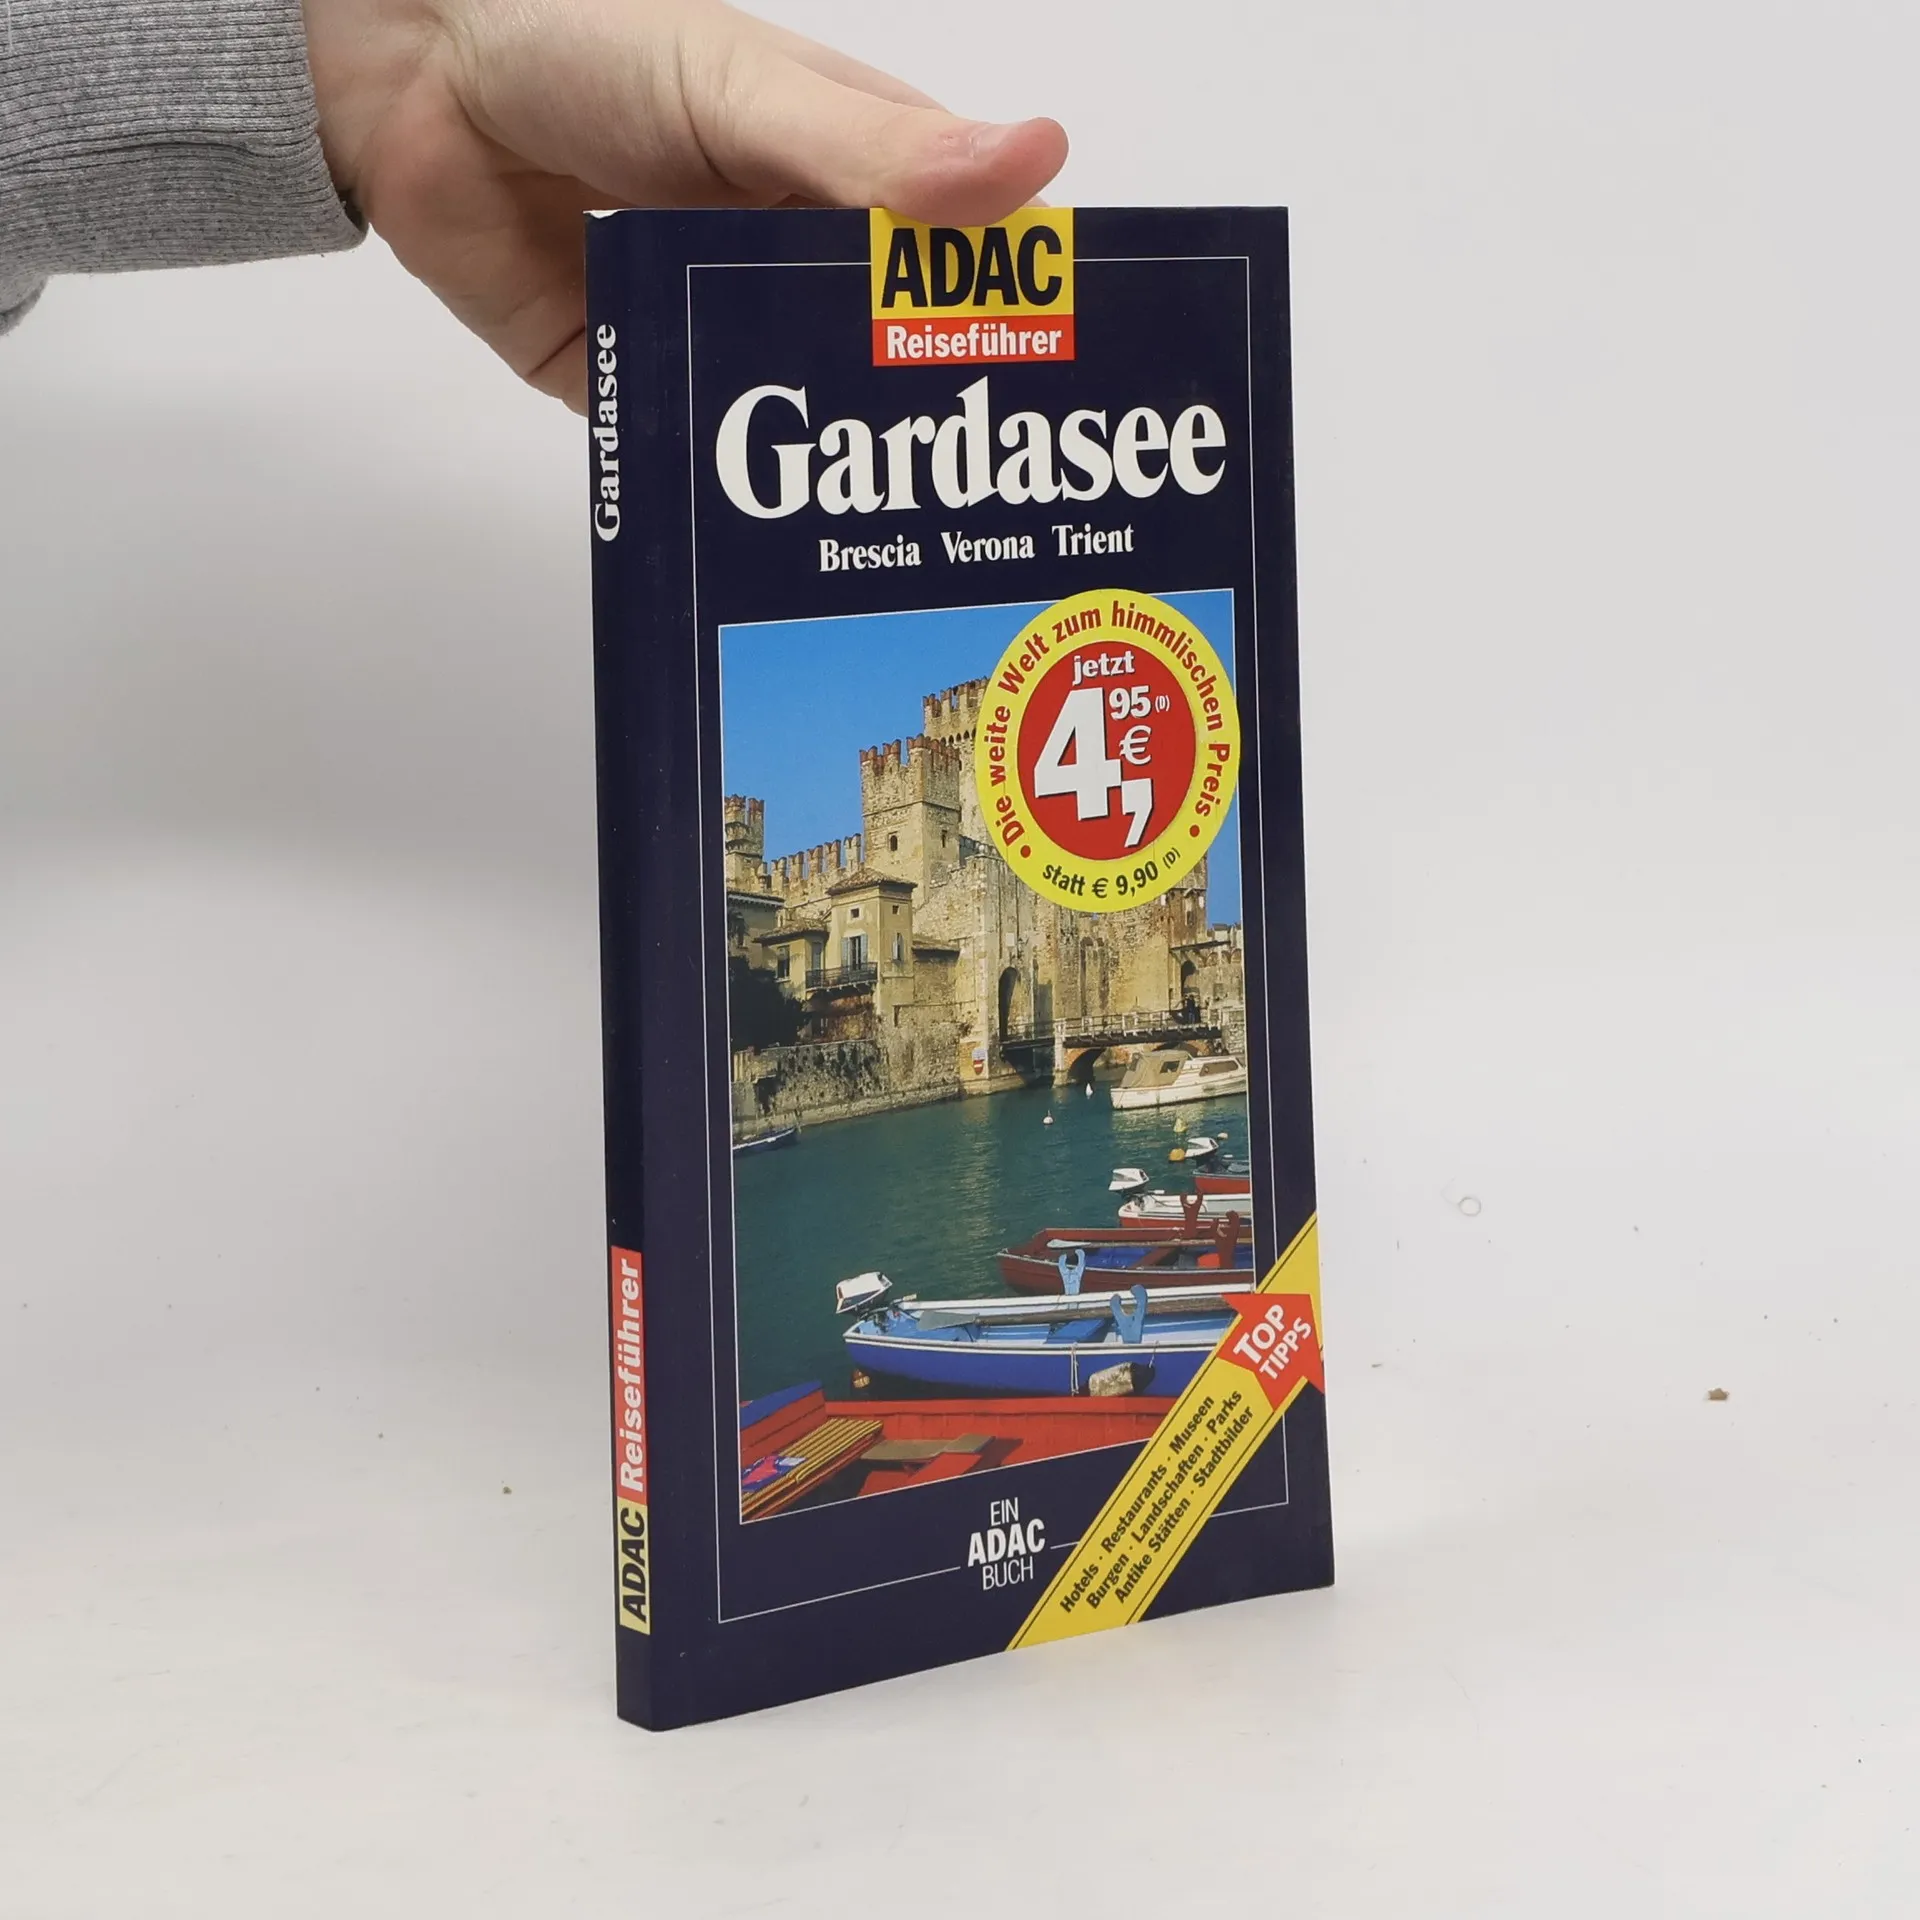 ADAC
Reiseführer
Gardasee
Brescia Verona Trient
• Die weite Welt zum himmlischen Preis •
jetzt
4,95 € (D)
statt € 9,90 (D)
TOP
TIPPS
Hotels · Restaurants · Museen
Burgen · Landschaften · Parks
Antike Stätten · Stadtbilder
EIN
ADAC
BUCH
Gardasee
ADAC Reiseführer